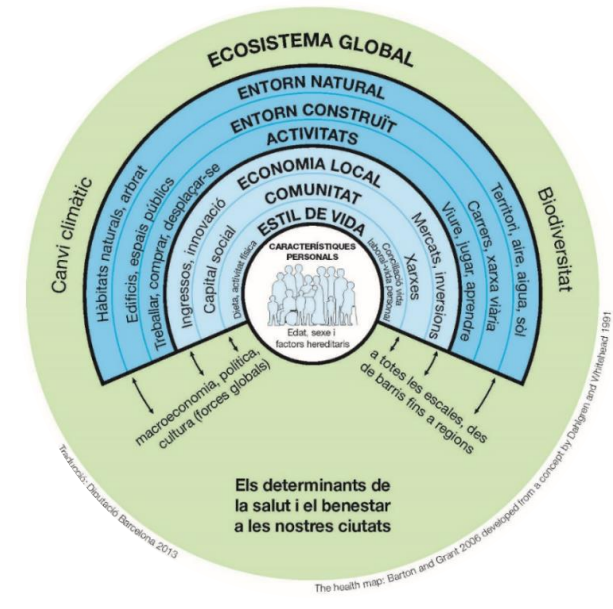 ECOSISTEMA GLOBAL
Canvi climàtic
Biodiversitat
ENTORN NATURAL
Hàbitats naturals, arbrat
Territori, aire, aigua, sòl
ENTORN CONSTRUÏT
Edificis, espais públics
Carrers, xarxa viària
ACTIVITATS
Treballar, comprar, desplaçar-se
Viure, jugar, aprendre
ECONOMIA LOCAL
Ingressos, innovació
Mercats, inversions
COMUNITAT
Capital social
Xarxes
ESTIL DE VIDA
Dieta, activitat física
Conciliació vida
laboral-vida personal
CARACTERÍSTIQUES
PERSONALS
Edat, sexe i
factors hereditaris
macroeconomia, política,
cultura (forces globals)
a totes les escales, des
de barris fins a regions
Els determinants de
la salut i el benestar
a les nostres ciutats
Traducció: Diputació Barcelona 2013
The health map: Barton and Grant 2006 developed from a concept by Dahlgren and Whitehead 1991